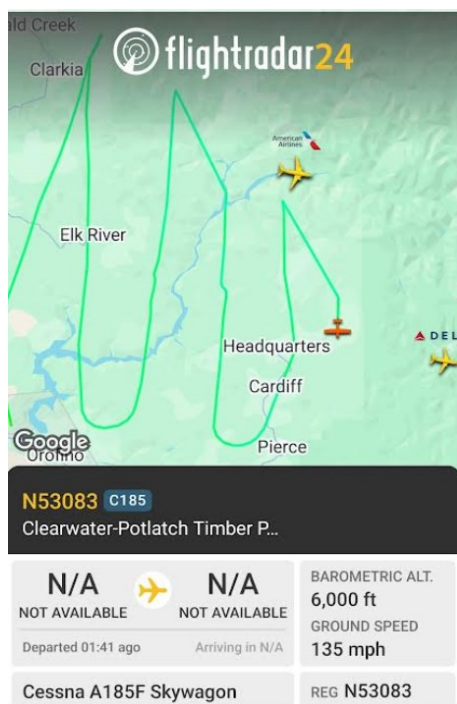 ald Creek
flightradar24
Clarkia
American
Airlines
Elk River
DEL
Headquarters
Cardiff
Google
Orofino
Pierce
N53083 C185
Clearwater-Potlatch Timber P...
N/A
NOT AVAILABLE
N/A
NOT AVAILABLE
Departed 01:41 ago
Arriving in N/A
BAROMETRIC ALT.
6,000 ft
GROUND SPEED
135 mph
Cessna A185F Skywagon
REG N53083